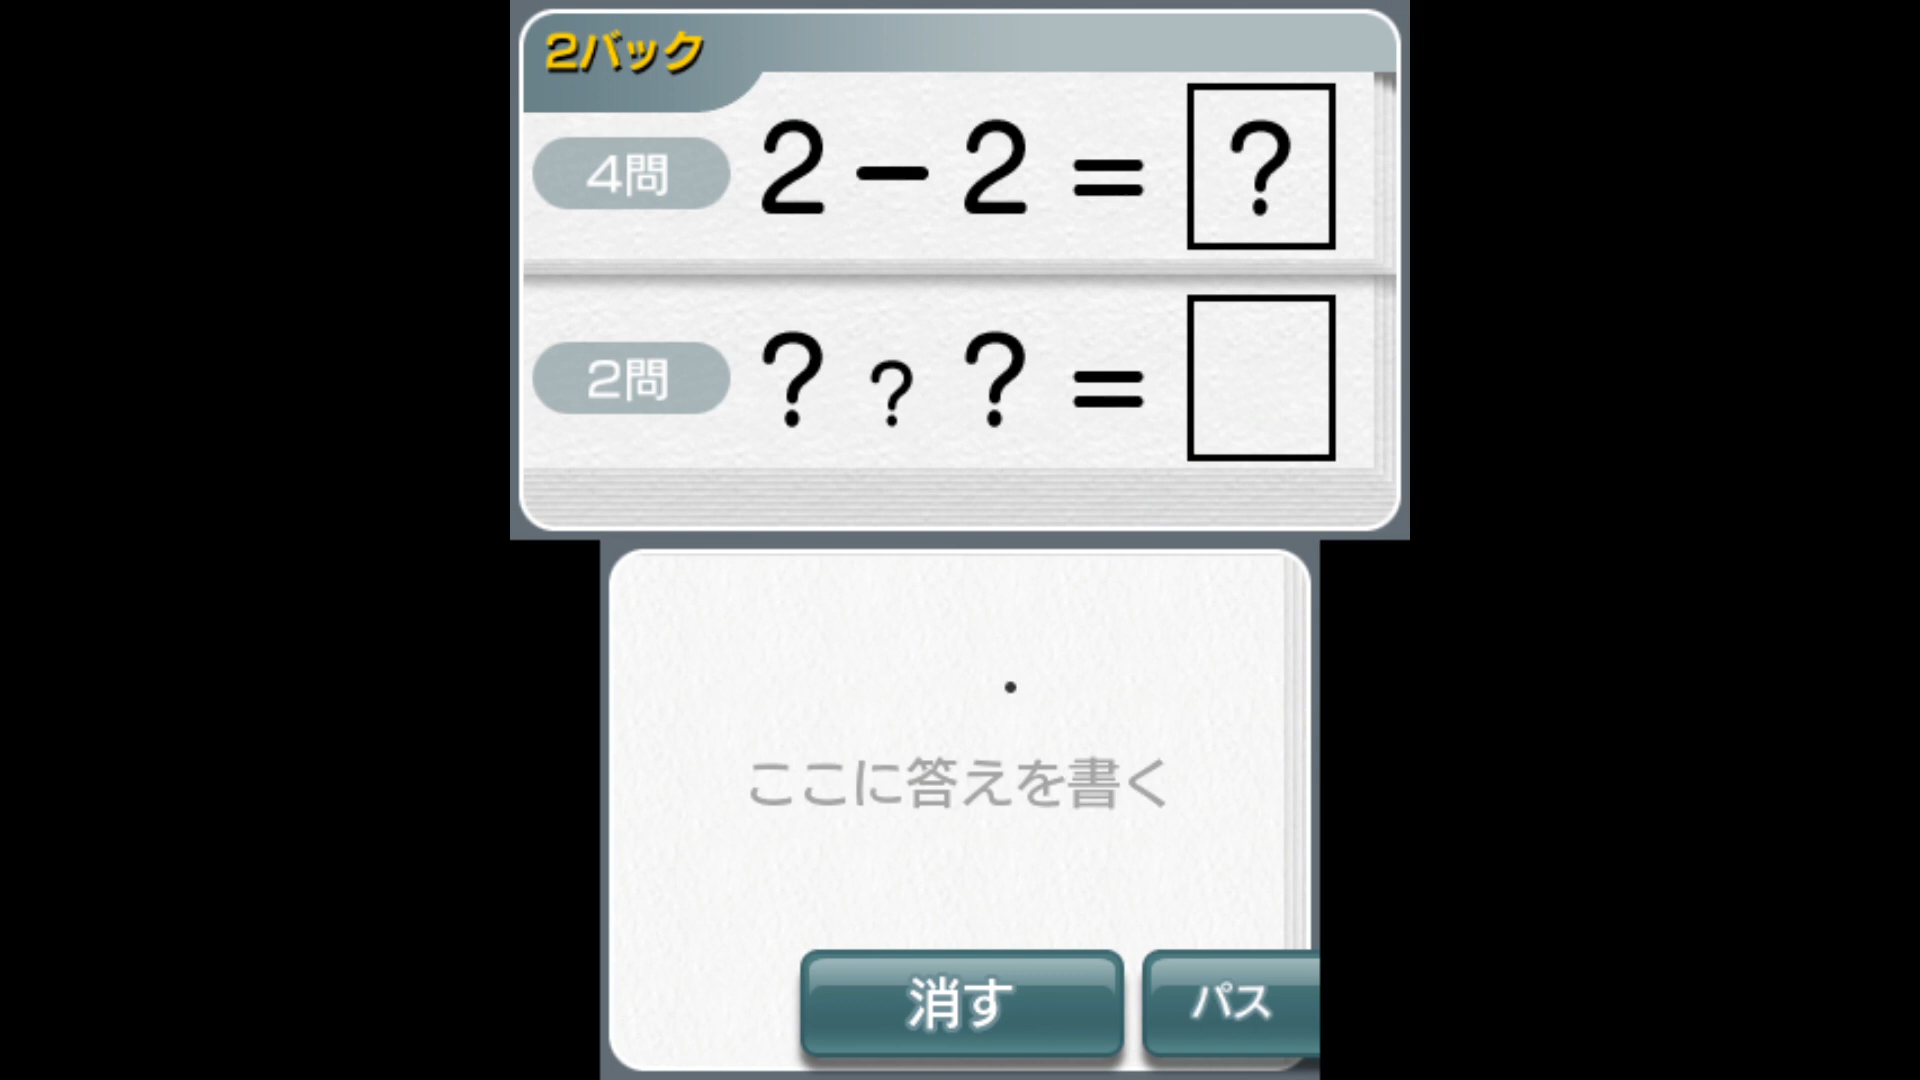 2バック
4問 2 − 2 = ?
2問 ? ? ? =
ここに答えを書く
消す パス